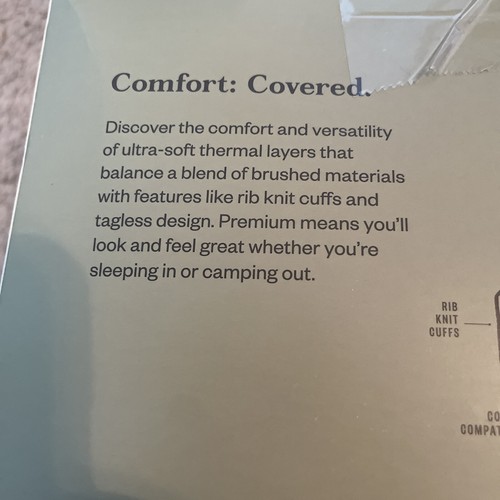 Comfort: Covered.
Discover the comfort and versatility
of ultra-soft thermal layers that
balance a blend of brushed materials
with features like rib knit cuffs and
tagless design. Premium means you'll
look and feel great whether you're
sleeping in or camping out.
RIB
KNIT
CUFFS